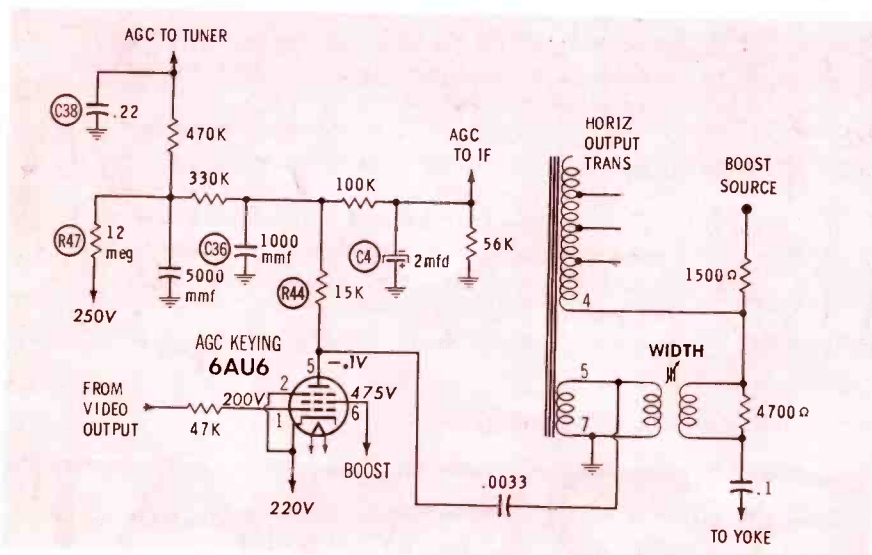 AGC TO TUNER
C38
.22
470K
330K
100K
AGC
TO IF
HORIZ
OUTPUT
TRANS
BOOST
SOURCE
R47
12
meg
5000
mmf
C36
1000
mmf
R44
15K
C4
2mfd
56K
1500Ω
4
250V
AGC KEYING
6AU6
5
-.1V
2
475V
200V
1
6
FROM
VIDEO
OUTPUT
47K
BOOST
220V
WIDTH
5
7
4700Ω
.0033
.1
TO YOKE